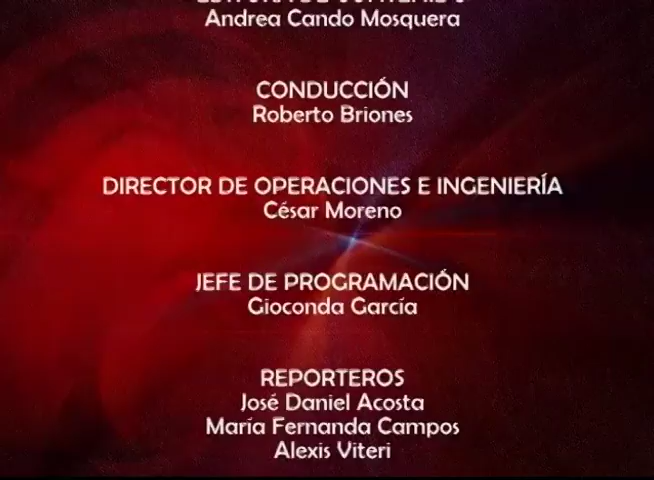 Andrea Cando Mosquera
CONDUCCIÓN
Roberto Briones
DIRECTOR DE OPERACIONES E INGENIERÍA
César Moreno
JEFE DE PROGRAMACIÓN
Gioconda García
REPORTEROS
José Daniel Acosta
María Fernanda Campos
Alexis Viteri